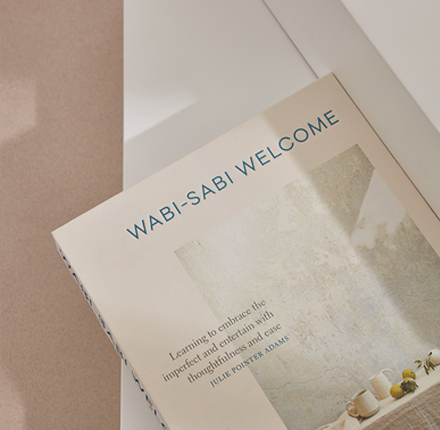 WABI-SABI WELCOME
Learning to embrace the
imperfect and entertain with
thoughtfulness and ease
JULIE POINTER ADAMS